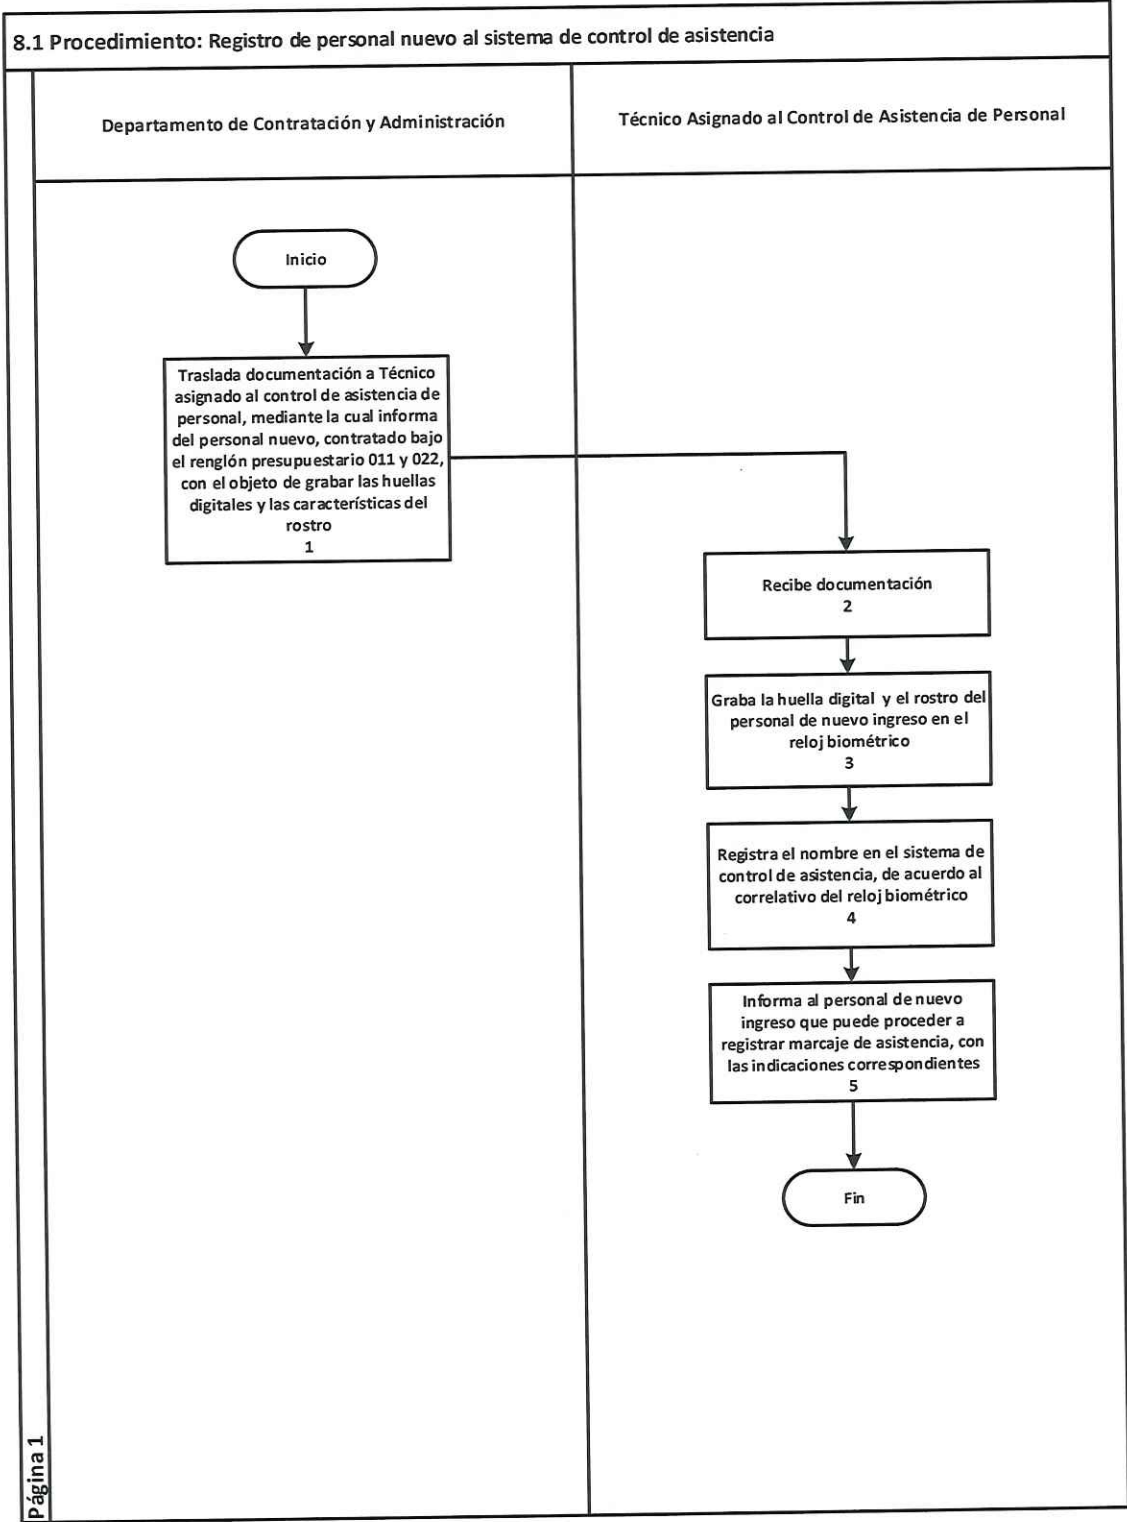 8.1 Procedimiento: Registro de personal nuevo al sistema de control de asistencia
Departamento de Contratación y Administración
Técnico Asignado al Control de Asistencia de Personal
Inicio
Traslada documentación a Técnico
asignado al control de asistencia de
personal, mediante la cual informa
del personal nuevo, contratado bajo
el renglón presupuestario 011 y 022,
con el objeto de grabar las huellas
digitales y las características del
rostro
1
Recibe documentación
2
Graba la huella digital y el rostro del
personal de nuevo ingreso en el
reloj biométrico
3
Registra el nombre en el sistema de
control de asistencia, de acuerdo al
correlativo del reloj biométrico
4
Informa al personal de nuevo
ingreso que puede proceder a
registrar marcaje de asistencia, con
las indicaciones correspondientes
5
Fin
Página 1